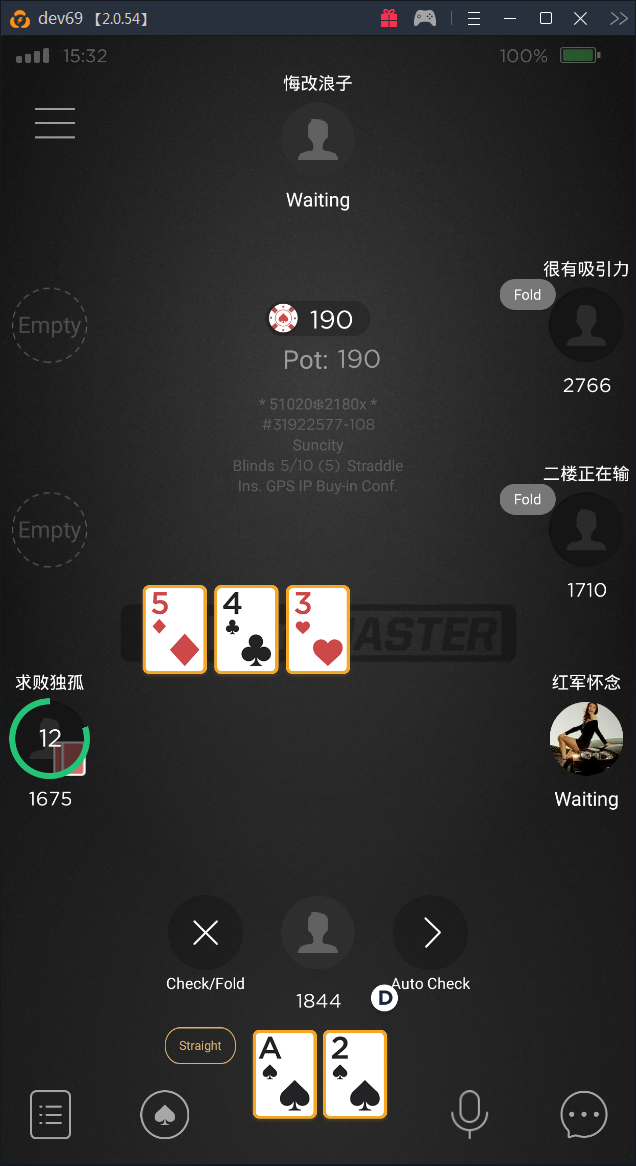 dev69 【2.0.54】
15:32
100%
悔改浪子
Waiting
很有吸引力
Fold
2766
Empty
190
Pot: 190
* 51020❉2180x *
#31922577-108
Suncity
Blinds 5/10 (5) Straddle
Ins. GPS IP Buy-in Conf.
二楼正在输
Fold
1710
Empty
5 4 3
ASTER
求败独孤
12
1675
红军怀念
Waiting
Check/Fold
Auto Check
1844
D
Straight
A 2